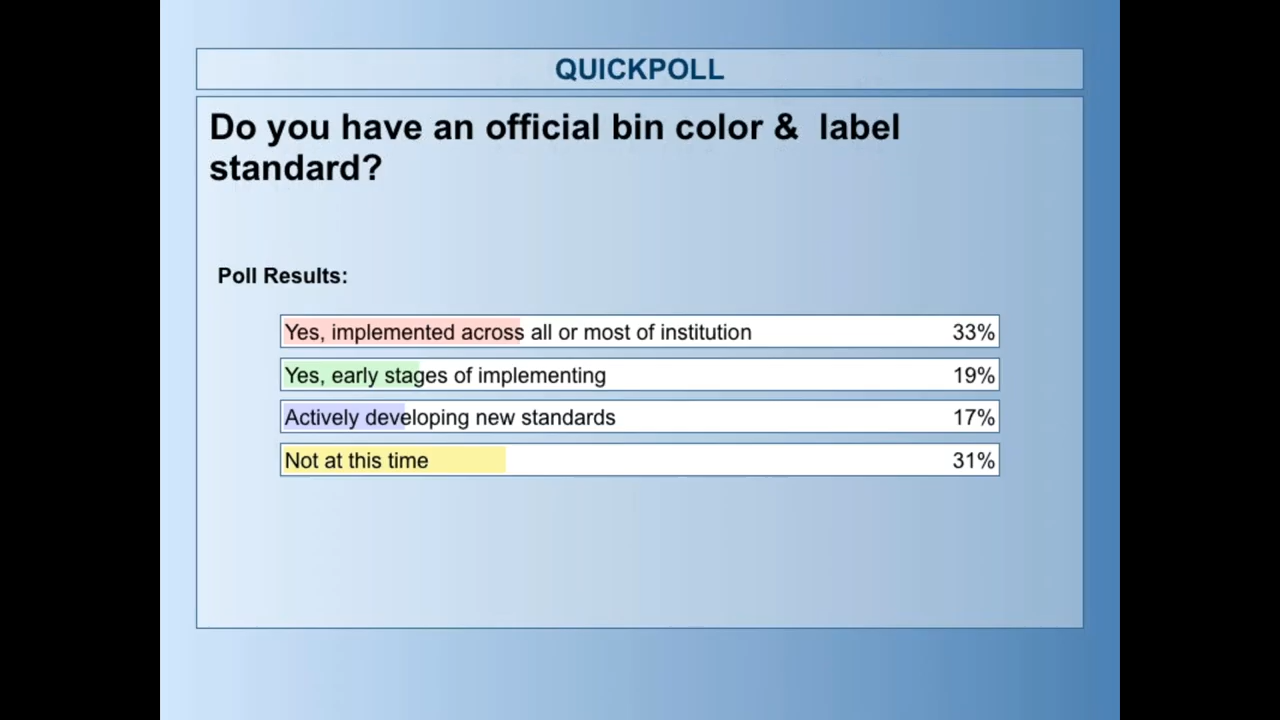 QUICKPOLL
Do you have an official bin color &  label
standard?
Poll Results:
Yes, implemented across all or most of institution 33%
Yes, early stages of implementing 19%
Actively developing new standards 17%
Not at this time 31%